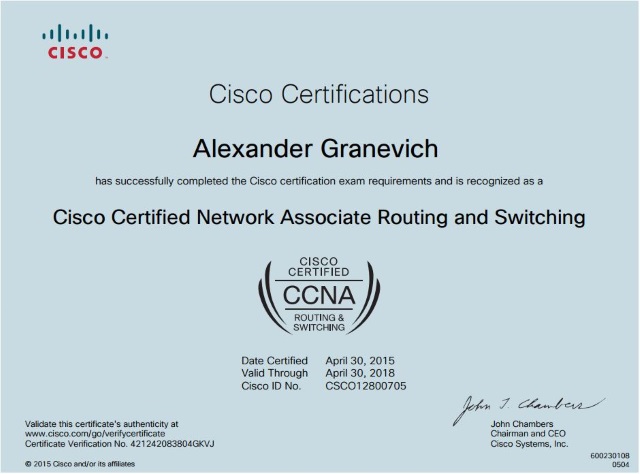 CISCO
Cisco Certifications
Alexander Granevich
has successfully completed the Cisco certification exam requirements and is recognized as a
Cisco Certified Network Associate Routing and Switching
CISCO
CERTIFIED
CCNA
ROUTING &
SWITCHING
Date Certified April 30, 2015
Valid Through April 30, 2018
Cisco ID No. CSCO12800705
John T. Chambers
Validate this certificate's authenticity at
www.cisco.com/go/verifycertificate
Certificate Verification No. 421242083804GKVJ
John Chambers
Chairman and CEO
Cisco Systems, Inc.
© 2015 Cisco and/or its affiliates
600230108
0504